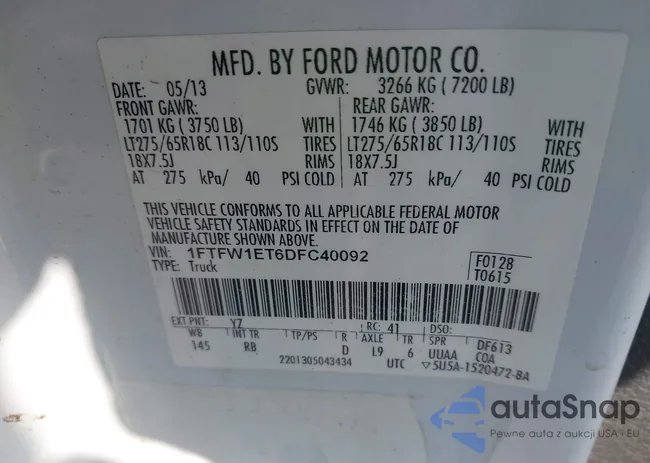 MFD. BY FORD MOTOR CO.
DATE: 05/13 GVWR: 3266 KG ( 7200 LB)
FRONT GAWR: REAR GAWR:
1701 KG ( 3750 LB) WITH 1746 KG ( 3850 LB) WITH
LT275/65R18C 113/110S TIRES LT275/65R18C 113/110S TIRES
18X7.5J RIMS 18X7.5J RIMS
AT 275 kPa/ 40 PSI COLD AT 275 kPa/ 40 PSI COLD
THIS VEHICLE CONFORMS TO ALL APPLICABLE FEDERAL MOTOR
VEHICLE SAFETY STANDARDS IN EFFECT ON THE DATE OF
MANUFACTURE SHOWN ABOVE.
VIN: 1FTFW1ET6DFC40092 F0128
TYPE: Truck T0615
EXT PNT: YZ RC: 41 DSO:
WB INT TR TP/PS R AXLE TR SPR DF613
145 RB D L9 6 UUAA COA
2201305043434 UTC ▽5U5A-1520472-BA
autaSnap
Pewne auta z aukcji USA i EU